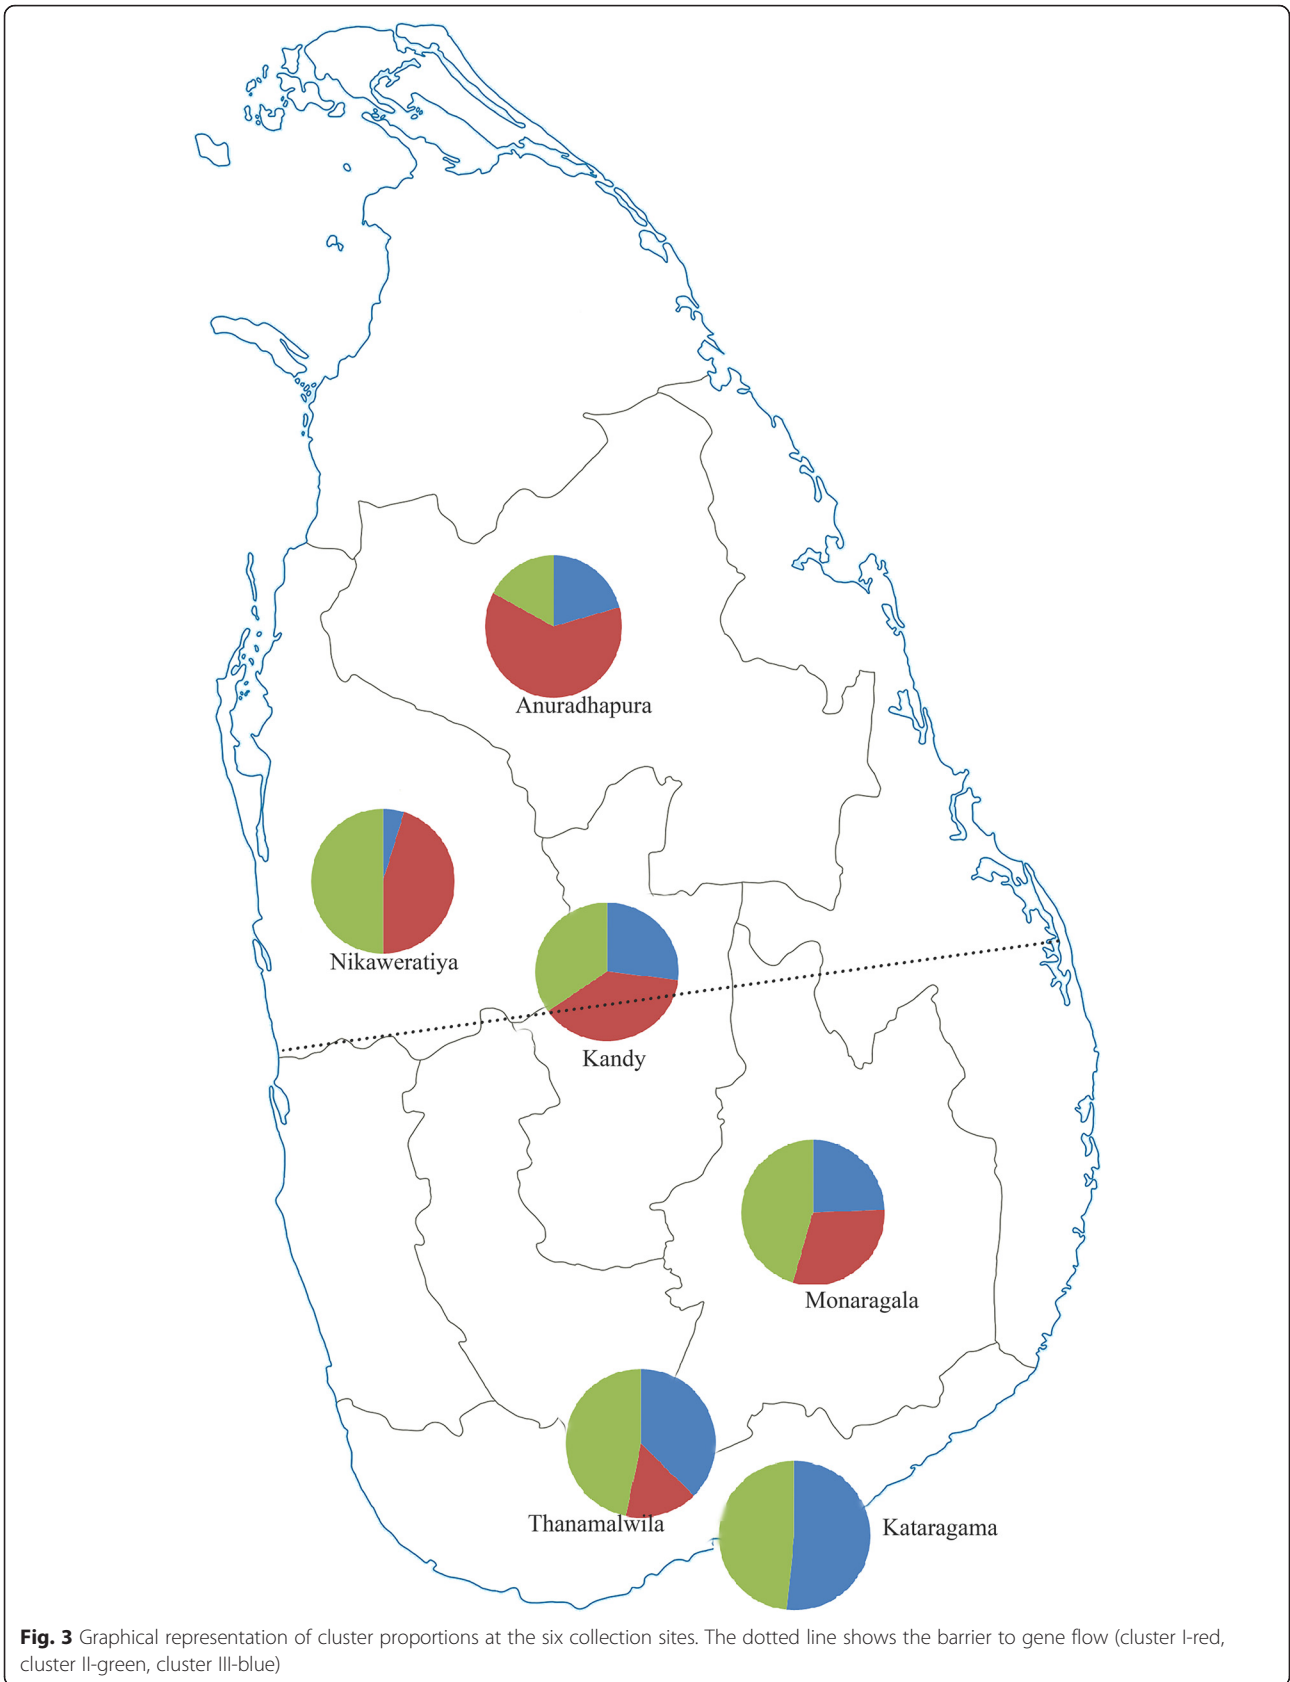 Anuradhapura
Nikaweratiya
Kandy
Monaragala
Thanamalwila
Kataragama
Fig. 3 Graphical representation of cluster proportions at the six collection sites. The dotted line shows the barrier to gene flow (cluster I-red,
cluster II-green, cluster III-blue)